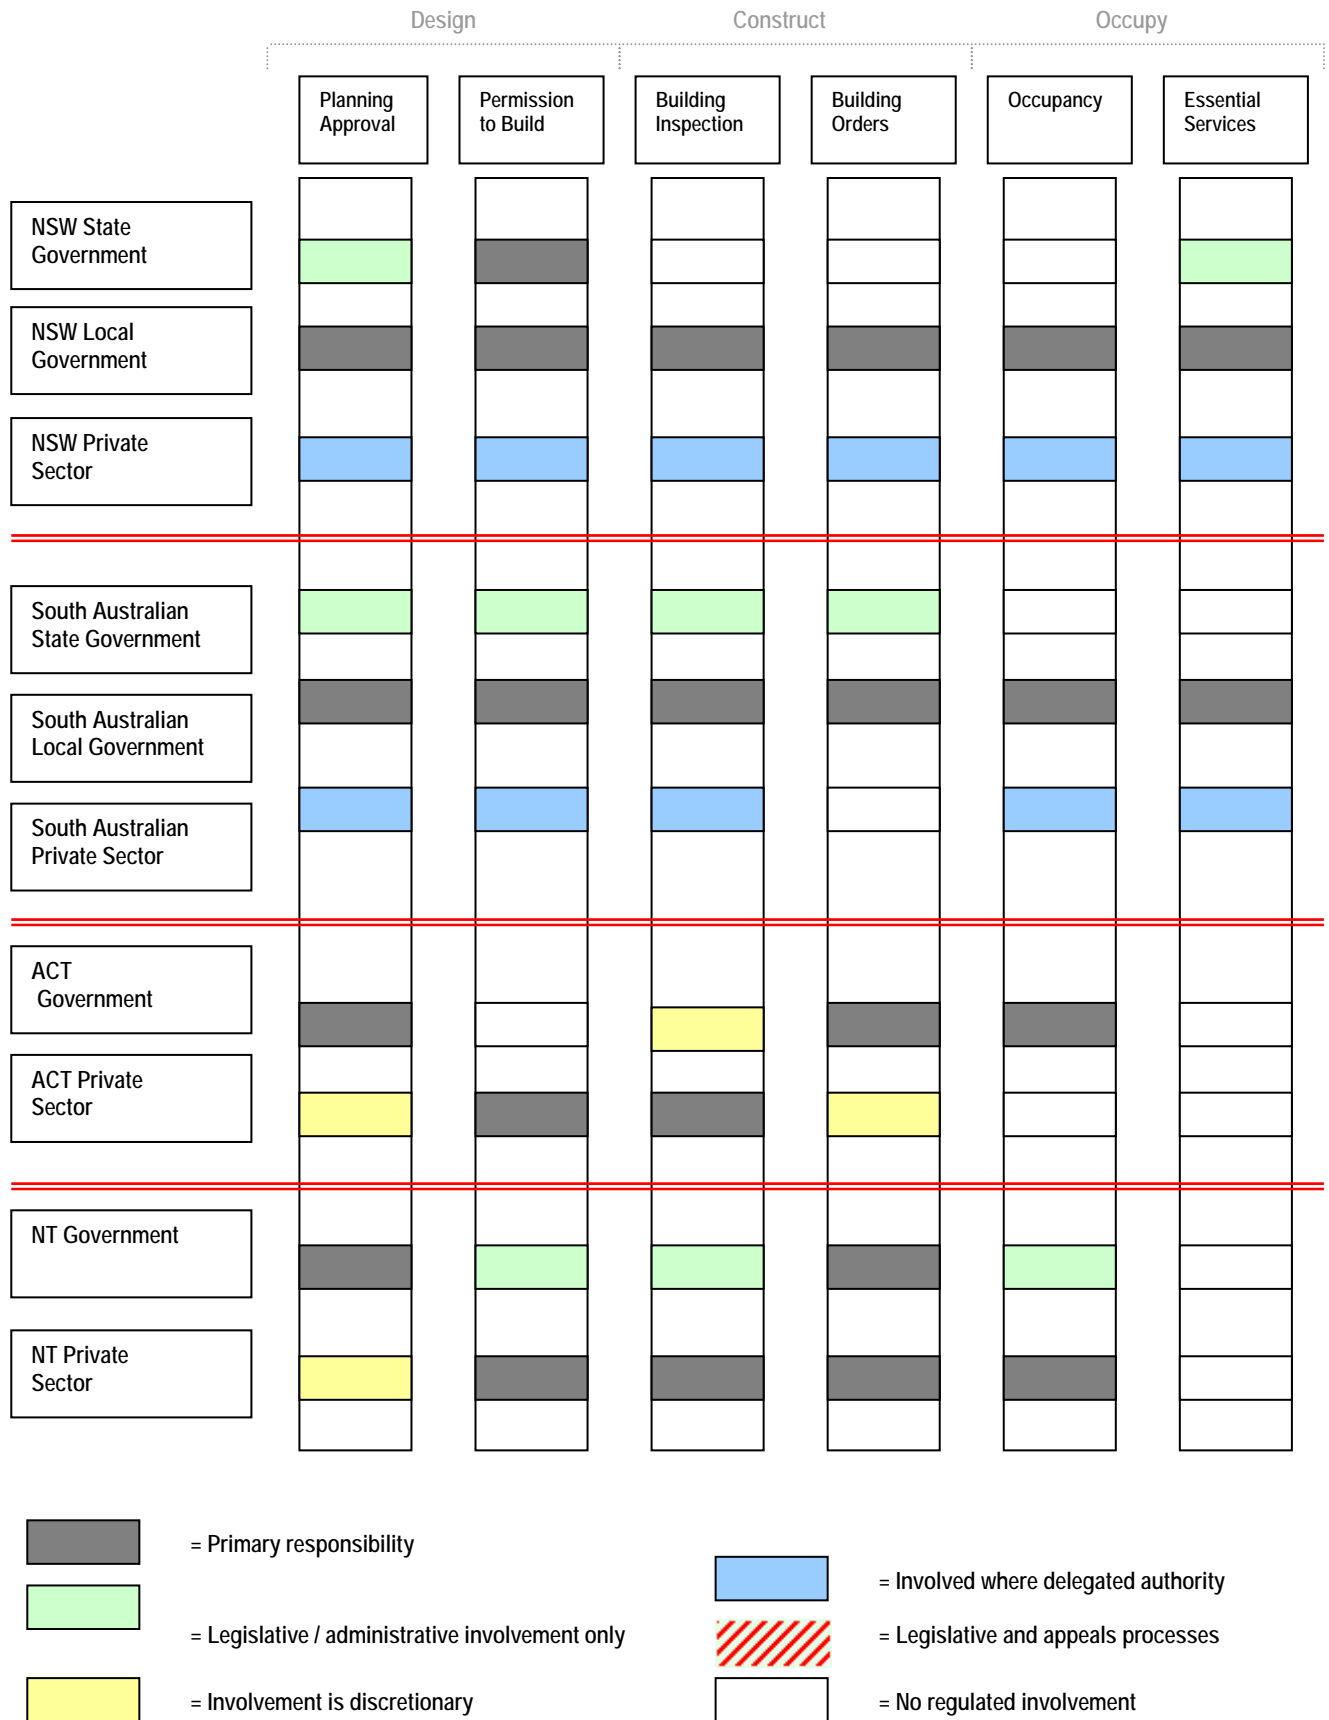 Design
Construct
Occupy
Planning
Approval
Permission
to Build
Building
Inspection
Building
Orders
Occupancy
Essential
Services
NSW State
Government
NSW Local
Government
NSW Private
Sector
South Australian
State Government
South Australian
Local Government
South Australian
Private Sector
ACT
Government
ACT Private
Sector
NT Government
NT Private
Sector
= Primary responsibility
= Involved where delegated authority
= Legislative / administrative involvement only
= Legislative and appeals processes
= Involvement is discretionary
= No regulated involvement